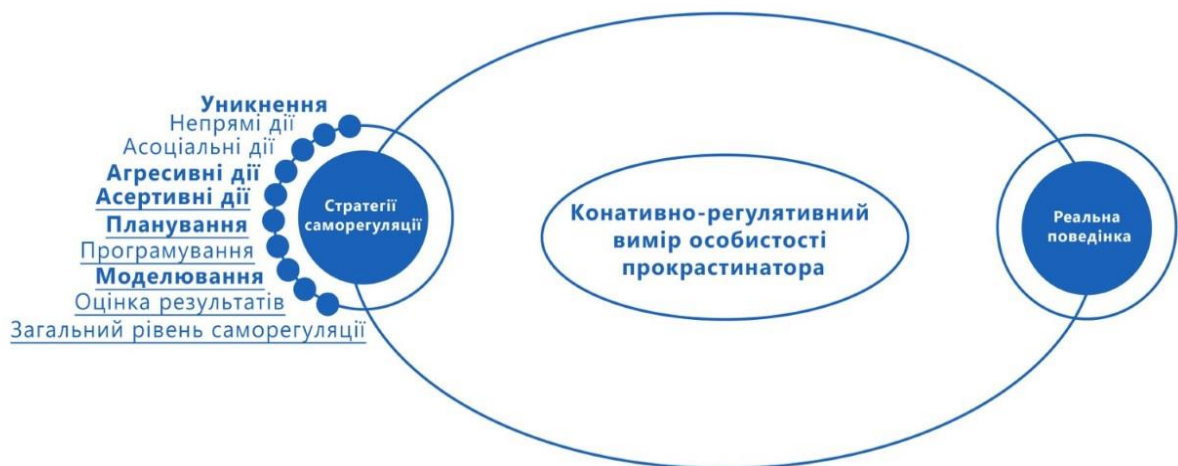 Уникнення
Непрямі дії
Асоціальні дії
Агресивні дії
Асертивні дії
Планування
Програмування
Моделювання
Оцінка результатів
Загальний рівень саморегуляції
Стратегії
саморегуляції
Конативно-регулятивний
вимір особистості
прокрастинатора
Реальна
поведінка